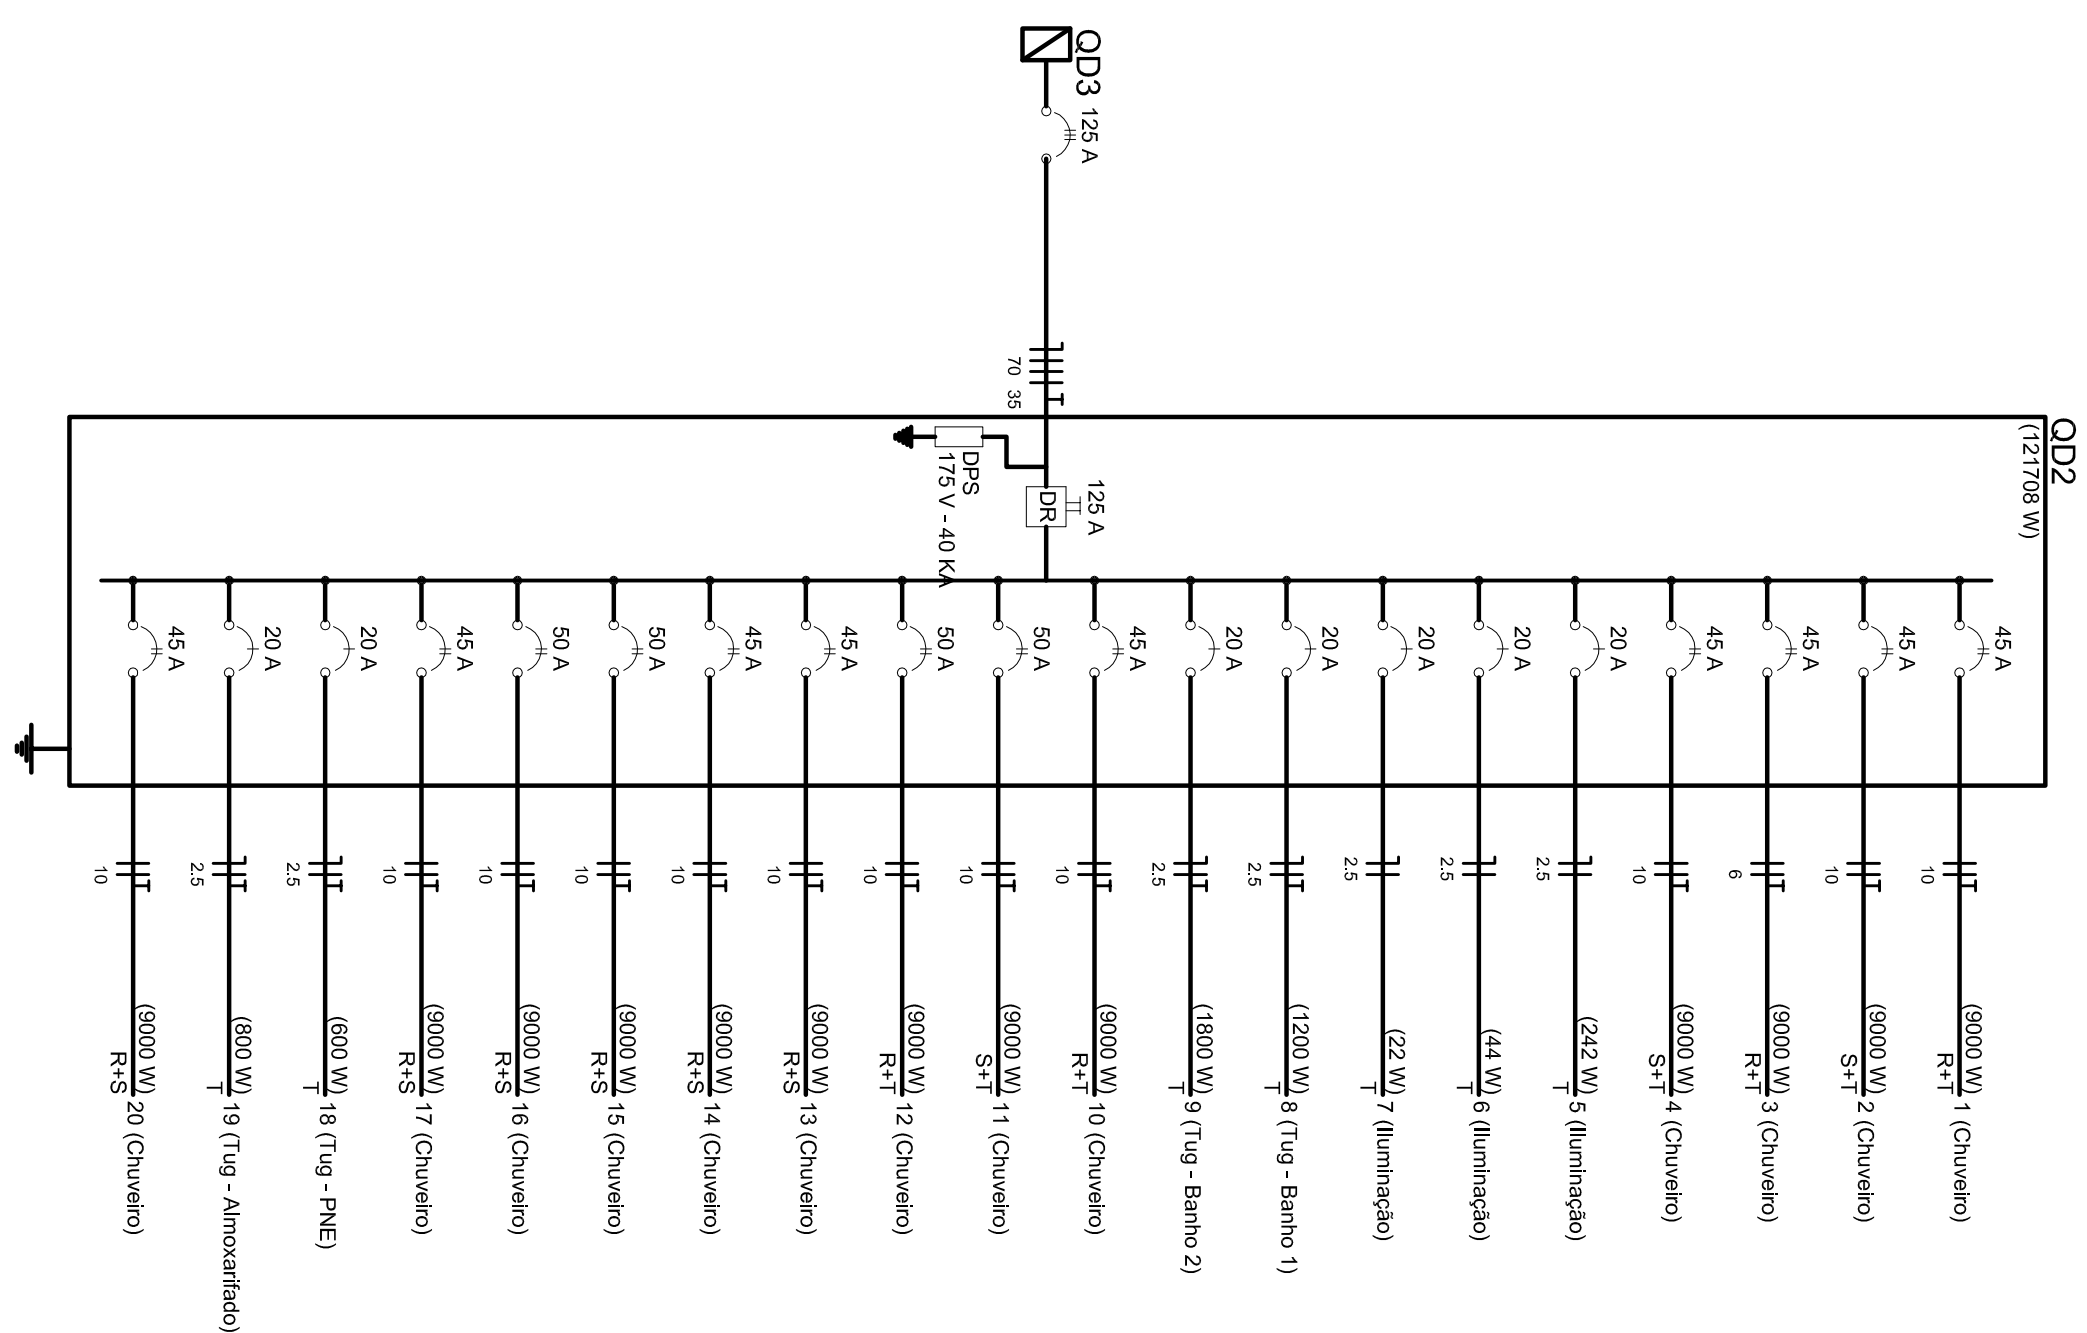 QD3
125 A
70
35
QD2
(121708 W)
DPS
175 V - 40 KA
125 A
DR
45 A
10
(9000 W)
R+T
1 (Chuveiro)
45 A
10
(9000 W)
S+T
2 (Chuveiro)
45 A
6
(9000 W)
R+T
3 (Chuveiro)
45 A
10
(9000 W)
S+T
4 (Chuveiro)
20 A
2.5
(242 W)
T
5 (Iluminação)
20 A
2.5
(44 W)
T
6 (Iluminação)
20 A
2.5
(22 W)
T
7 (Iluminação)
20 A
2.5
(1200 W)
T
8 (Tug - Banho 1)
20 A
2.5
(1800 W)
T
9 (Tug - Banho 2)
45 A
10
(9000 W)
R+T
10 (Chuveiro)
50 A
10
(9000 W)
S+T
11 (Chuveiro)
50 A
10
(9000 W)
R+T
12 (Chuveiro)
45 A
10
(9000 W)
R+S
13 (Chuveiro)
45 A
10
(9000 W)
R+S
14 (Chuveiro)
50 A
10
(9000 W)
R+S
15 (Chuveiro)
50 A
10
(9000 W)
R+S
16 (Chuveiro)
45 A
10
(9000 W)
R+S
17 (Chuveiro)
20 A
2.5
(600 W)
T
18 (Tug - PNE)
20 A
2.5
(800 W)
T
19 (Tug - Almoxarifado)
45 A
10
(9000 W)
R+S
20 (Chuveiro)